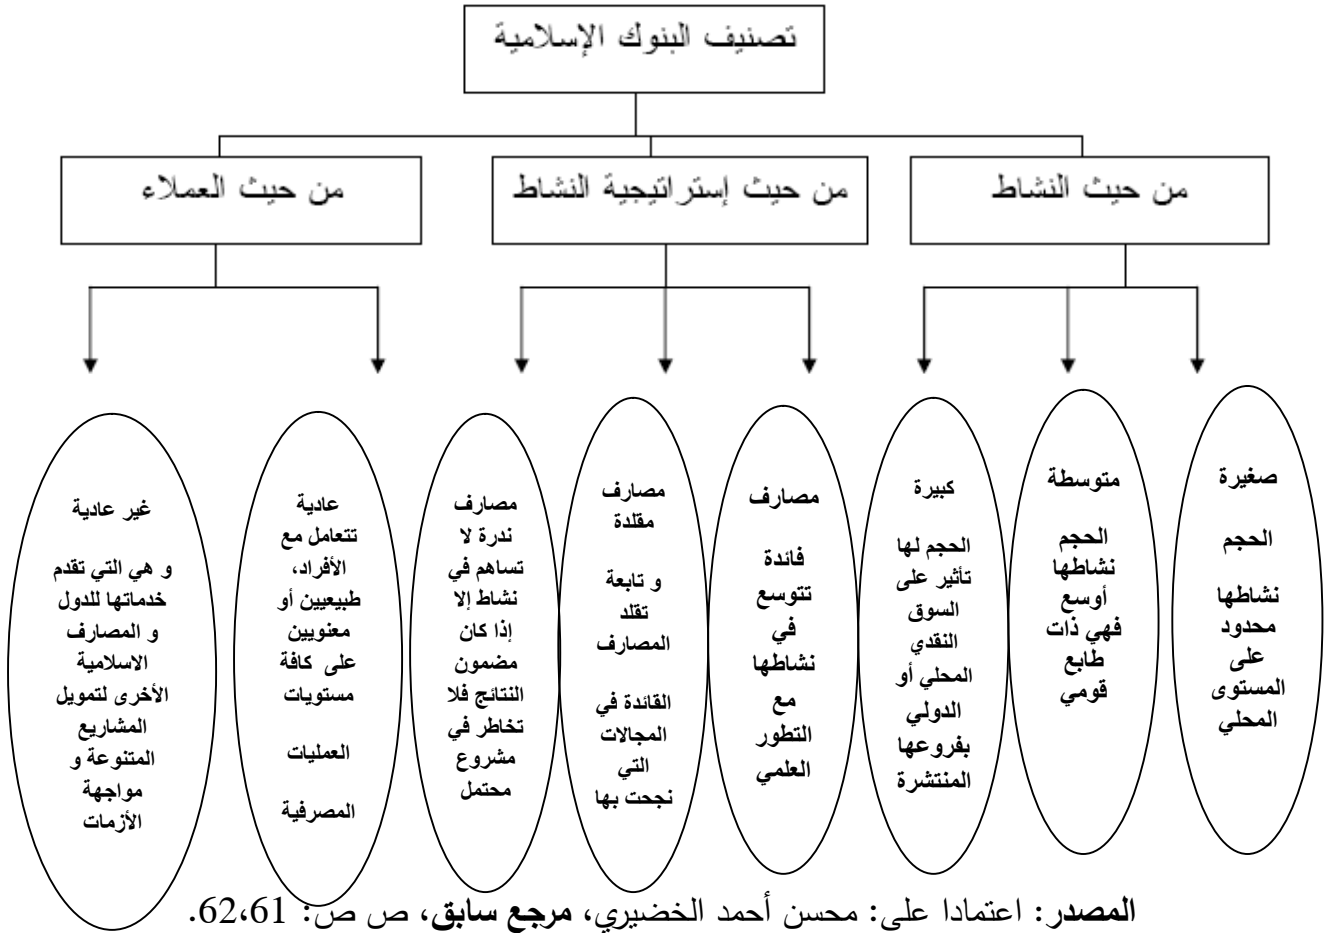 تصنيف البنوك الإسلامية
من حيث النشاط
من حيث إستراتيجية النشاط
من حيث العملاء
صغيرة
الحجم
نشاطها
محدود
على
المستوى
المحلي
متوسطة
الحجم
نشاطها
أوسع
فهي ذات
طابع
قومي
كبيرة
الحجم لها
تأثير على
السوق
النقدي
المحلي أو
الدولي
بفروعها
المنتشرة
مصارف
فائدة
تتوسع
في
نشاطها
مع
التطور
العلمي
مصارف
مقلدة
و تابعة
تقلد
المصارف
القائدة في
المجالات
التي
نجحت بها
مصارف
ندرة لا
تساهم في
نشاط إلا
إذا كان
مضمون
النتائج فلا
تخاطر في
مشروع
محتمل
عادية
تتعامل مع
الأفراد،
طبيعيين أو
معنويين
على كافة
مستويات
العمليات
المصرفية
غير عادية
و هي التي تقدم
خدماتها للدول
و المصارف
الاسلامية
الأخرى لتمويل
المشاريع
المتنوعة و
مواجهة
الأزمات
المصدر: اعتمادا على: محسن أحمد الخضيري، مرجع سابق، ص ص: 62،61.